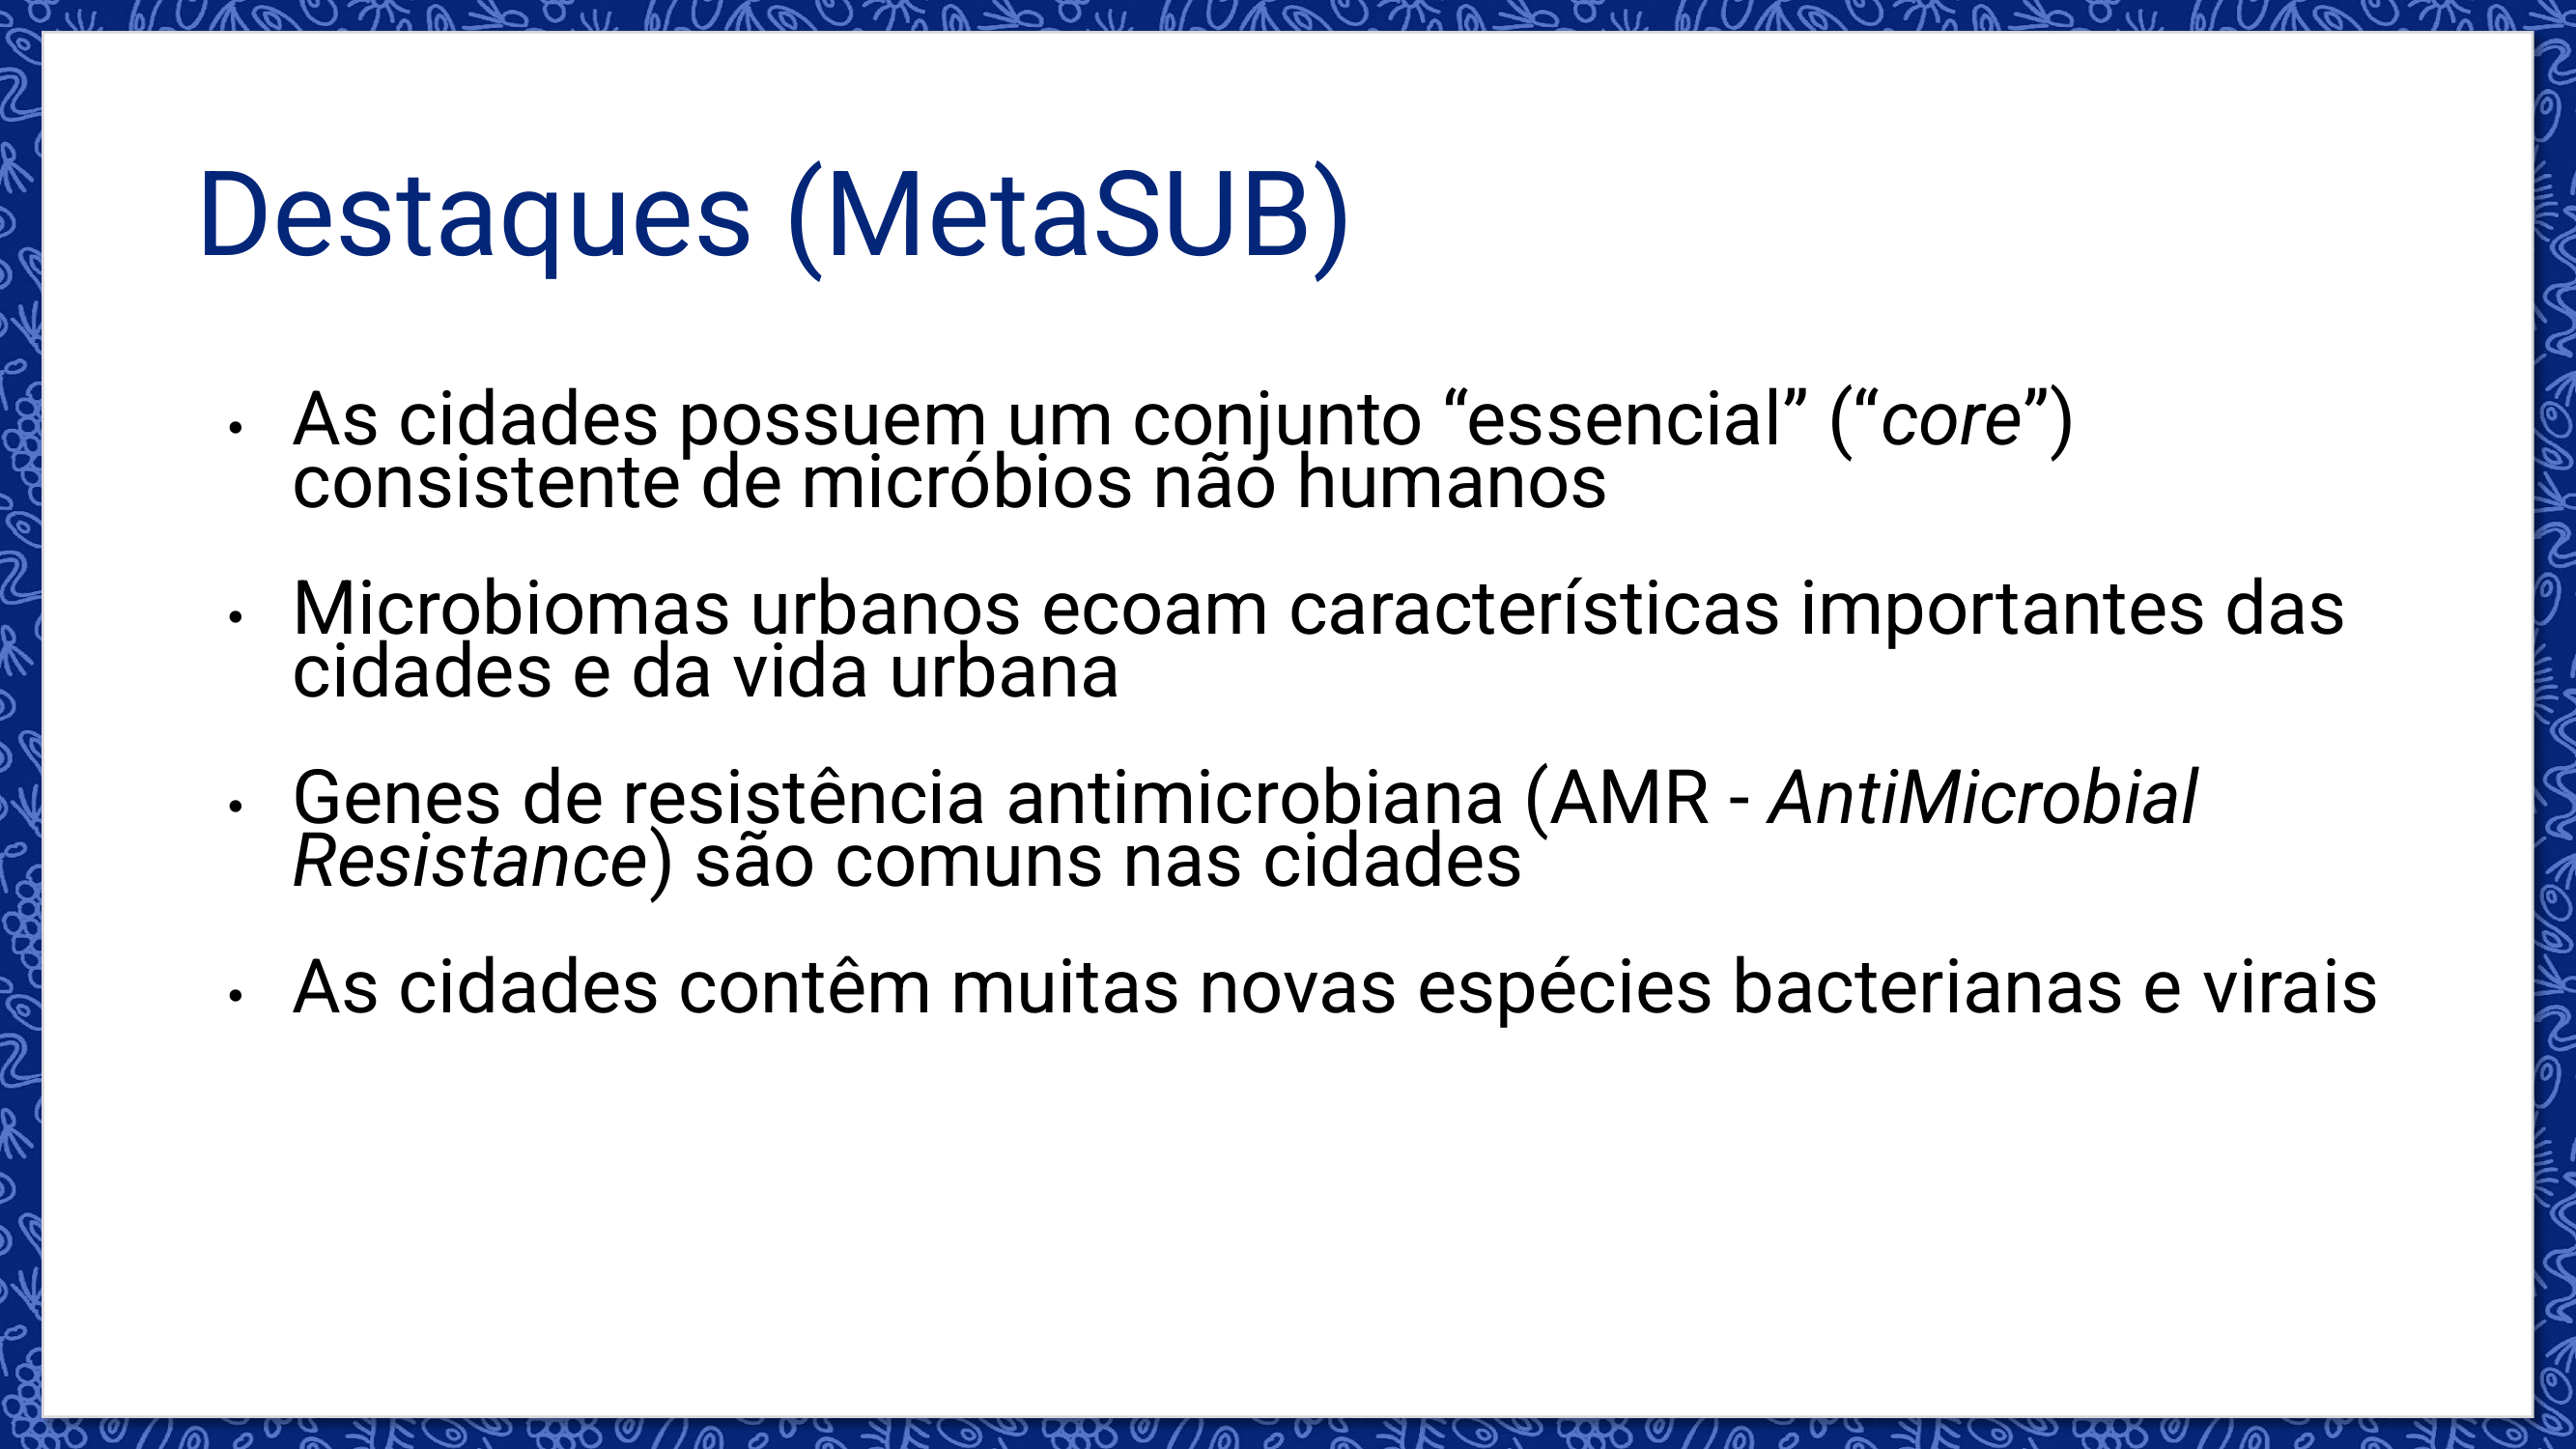 Destaques (MetaSUB)
• As cidades possuem um conjunto “essencial” (“core”)
consistente de micróbios não humanos
• Microbiomas urbanos ecoam características importantes das
cidades e da vida urbana
• Genes de resistência antimicrobiana (AMR - AntiMicrobial
Resistance) são comuns nas cidades
• As cidades contêm muitas novas espécies bacterianas e virais